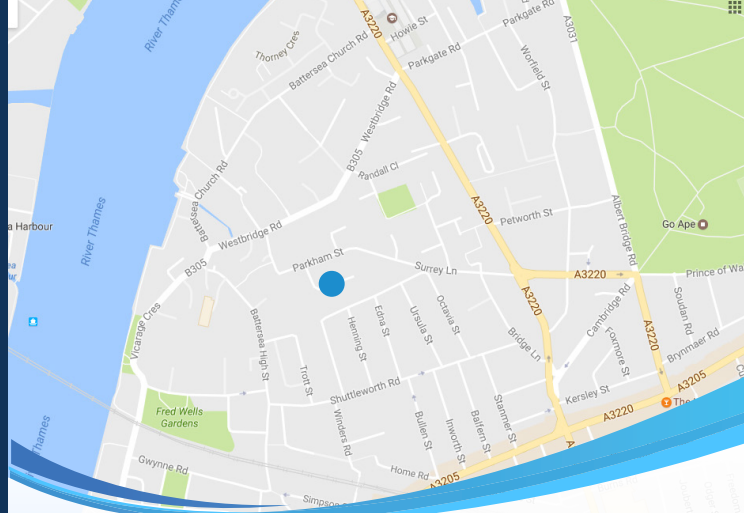 River Tham
Thorney Cres
Battersea Church Rd
A3220
Howie St
Parkgate Rd
Parkgate Rd
A3031
Worfield St
Westbridge Rd
B305
Randall Cl
A3220
Battersea Church Rd
River Thames
a Harbour
Westbridge Rd
B305
Petworth St
Albert Bridge Rd
Go Ape
Parkham St
Surrey Ln
A3220
Prince of Wa
Vicarage Cres
Battersea High St
Henning St
Edna St
Ursula St
Octavia St
A3220
Bridge Ln
Cambridge Rd
Foxmore St
A3220
Soudan Rd
Brynmaer Rd
A3205
Trott St
Shuttleworth Rd
Kersley St
A3220
The
Fred Wells
Gardens
Winders Rd
Bullen St
Inworth St
Balfern St
Stanmer St
Thames
Gwynne Rd
Home Rd
A3205
Simpson